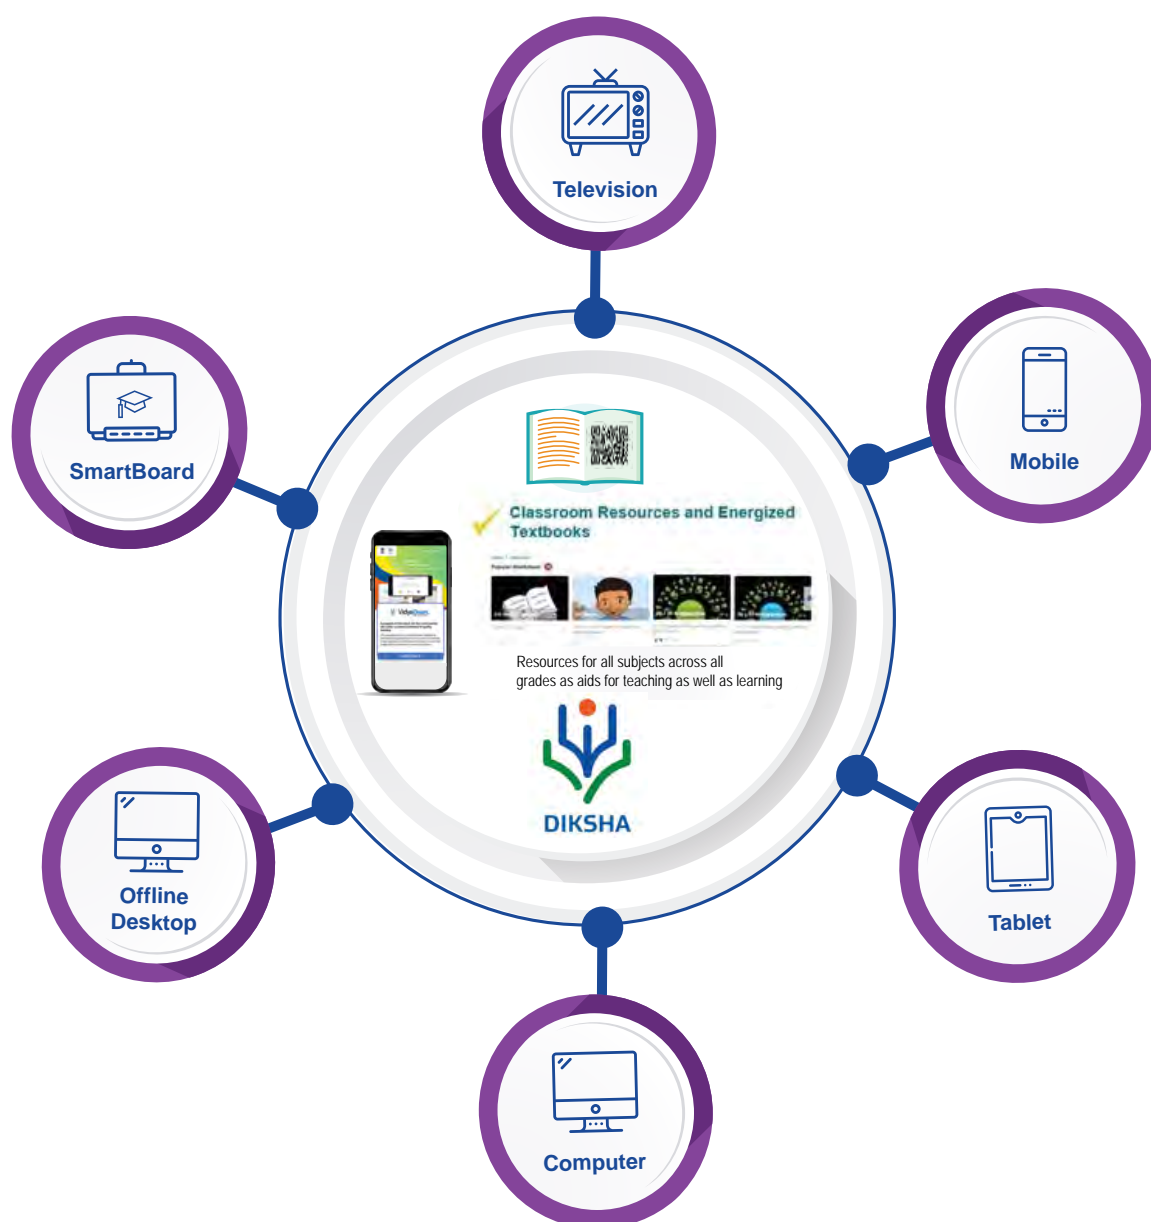 Television
Mobile
SmartBoard
Classroom Resources and Energized
Textbooks
Resources for all subjects across all
grades as aids for teaching as well as learning
DIKSHA
Offline
Desktop
Tablet
Computer